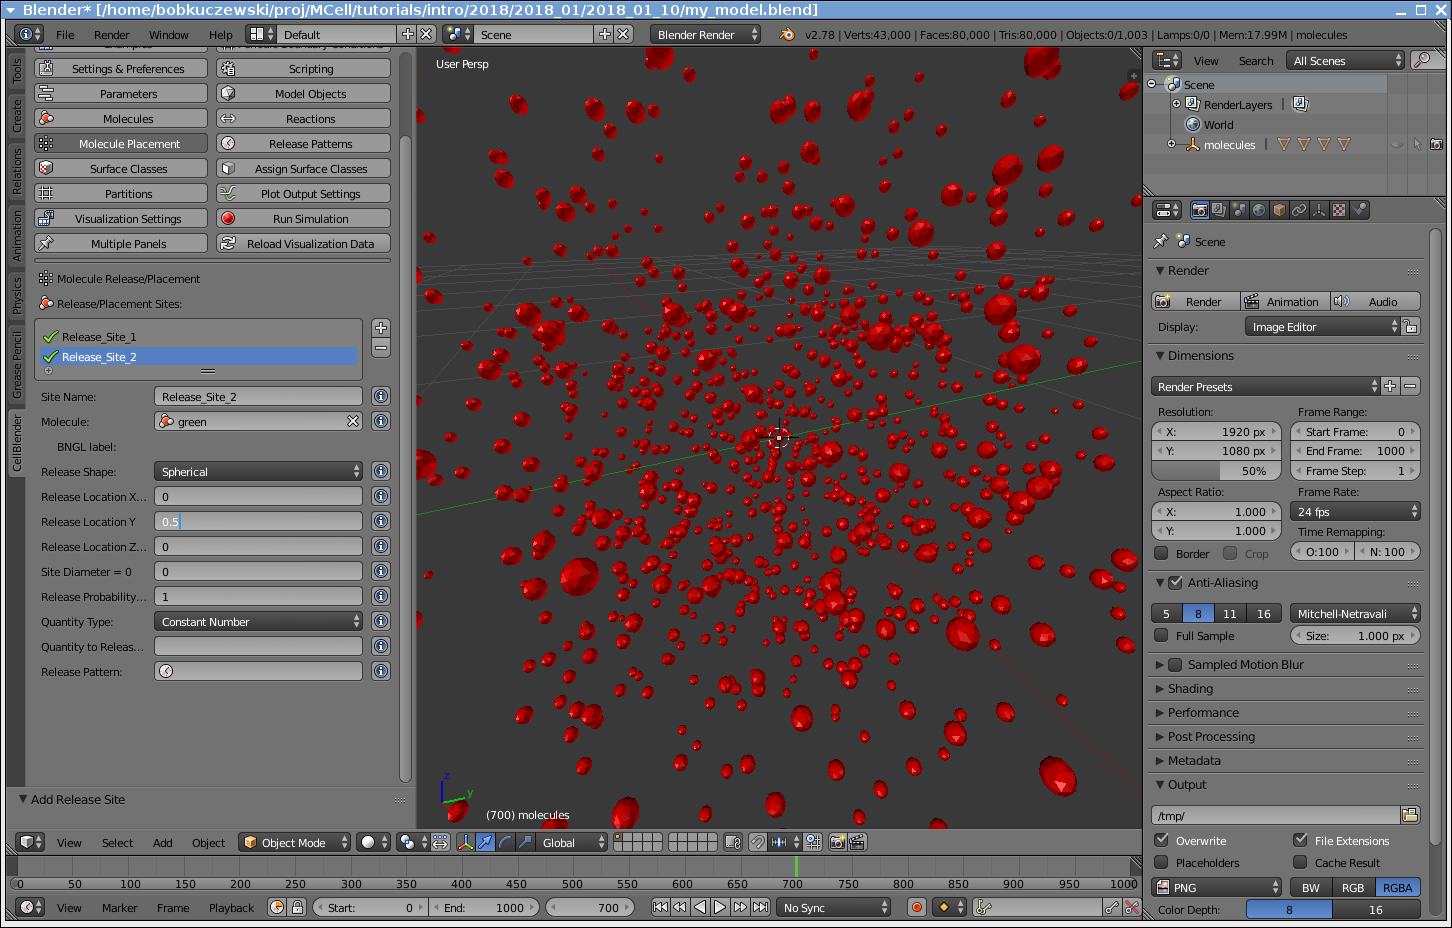 Blender* [/home/bobkuczewski/proj/MCell/tutorials/intro/2018/2018_01/2018_01_10/my_model.blend]
File Render Window Help Default Scene Blender Render v2.78 | Verts:43,000 | Faces:80,000 | Tris:80,000 | Objects:0/1,003 | Lamps:0/0 | Mem:17.99M | molecules
Tools
Create
Relations
Animation
Physics
Grease Pencil
CellBlender
Settings & Preferences Scripting
Parameters Model Objects
Molecules Reactions
Molecule Placement Release Patterns
Surface Classes Assign Surface Classes
Partitions Plot Output Settings
Visualization Settings Run Simulation
Multiple Panels Reload Visualization Data
Molecule Release/Placement
Release/Placement Sites:
Release_Site_1
Release_Site_2
Site Name: Release_Site_2
Molecule: green
BNGL label:
Release Shape: Spherical
Release Location X... 0
Release Location Y 0.5
Release Location Z... 0
Site Diameter = 0 0
Release Probability... 1
Quantity Type: Constant Number
Quantity to Releas...
Release Pattern:
Add Release Site
User Persp
z
y
(700) molecules
View Select Add Object Object Mode Global
0 50 100 150 200 250 300 350 400 450 500 550 600 650 700 750 800 850 900 950 1000
View Marker Frame Playback Start: 0 End: 1000 700 No Sync
View Search All Scenes
Scene
RenderLayers |
World
molecules |
Scene
Render
Render Animation Audio
Display: Image Editor
Dimensions
Render Presets
Resolution: Frame Range:
X: 1920 px Start Frame: 0
Y: 1080 px End Frame: 1000
50% Frame Step: 1
Aspect Ratio: Frame Rate:
X: 1.000 24 fps
Y: 1.000 Time Remapping:
Border Crop O:100 N: 100
Anti-Aliasing
5 8 11 16 Mitchell-Netravali
Full Sample Size: 1.000 px
Sampled Motion Blur
Shading
Performance
Post Processing
Metadata
Output
/tmp/
Overwrite File Extensions
Placeholders Cache Result
PNG BW RGB RGBA
Color Depth: 8 16